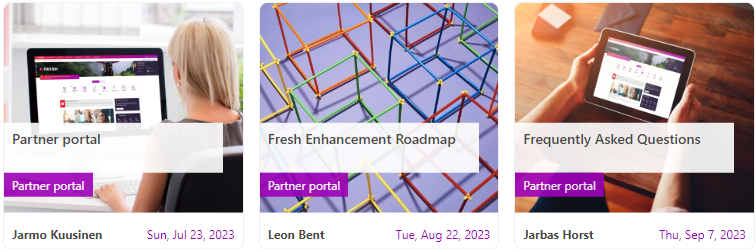 FRESH
Partner portal
Partner portal
Jarmo Kuusinen Sun, Jul 23, 2023
Fresh Enhancement Roadmap
Partner portal
Leon Bent Tue, Aug 22, 2023
Frequently Asked Questions
Partner portal
Jarbas Horst Thu, Sep 7, 2023